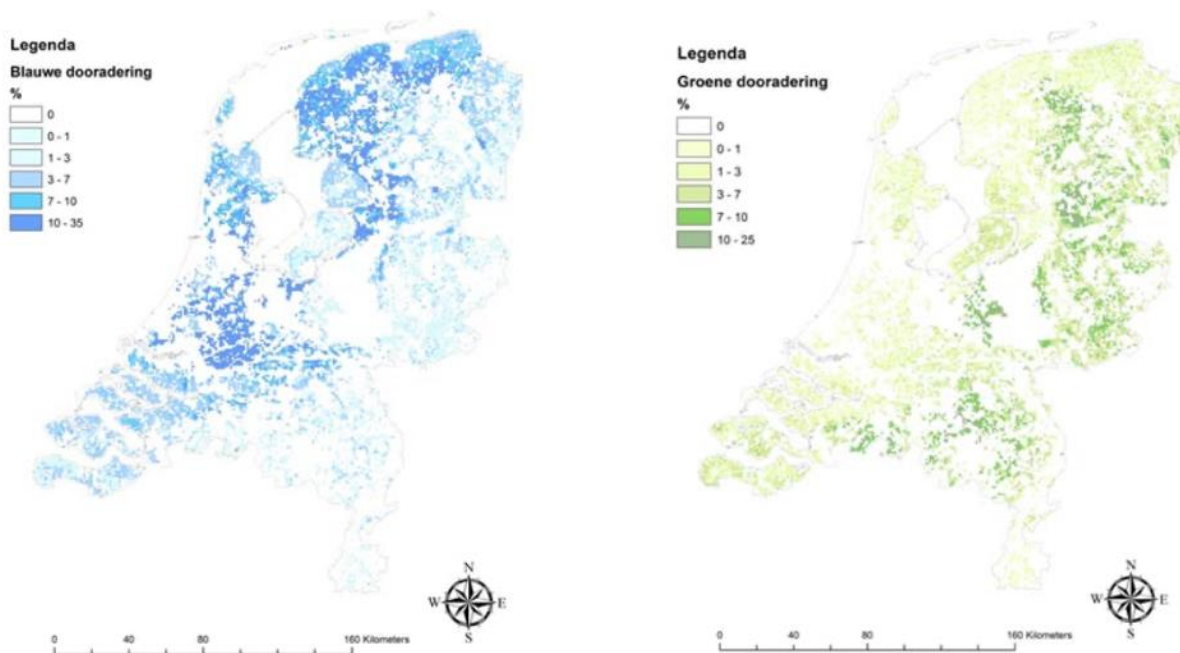 Legenda
Blauwe dooradering
%
0
0 - 1
1 - 3
3 - 7
7 - 10
10 - 35
N
W E
S
0 40 80 160 Kilometers
Legenda
Groene dooradering
%
0
0 - 1
1 - 3
3 - 7
7 - 10
10 - 25
N
W E
S
0 40 80 160 Kilometers